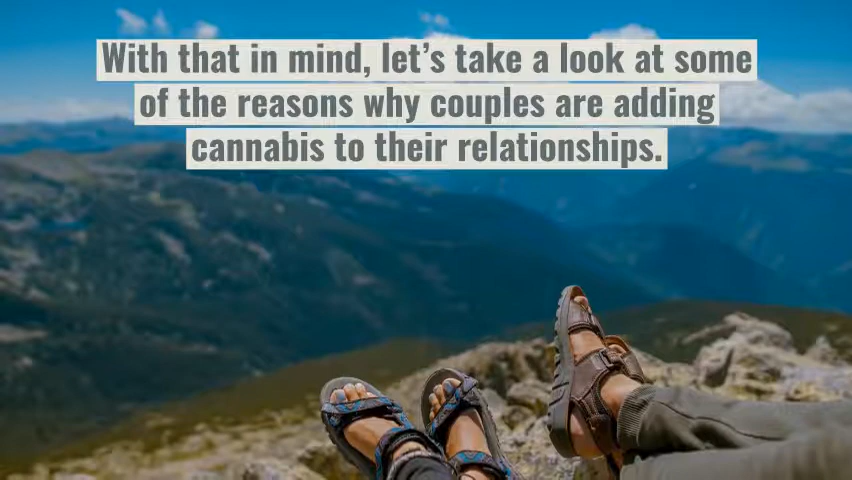 With that in mind, let’s take a look at some
of the reasons why couples are adding
cannabis to their relationships.